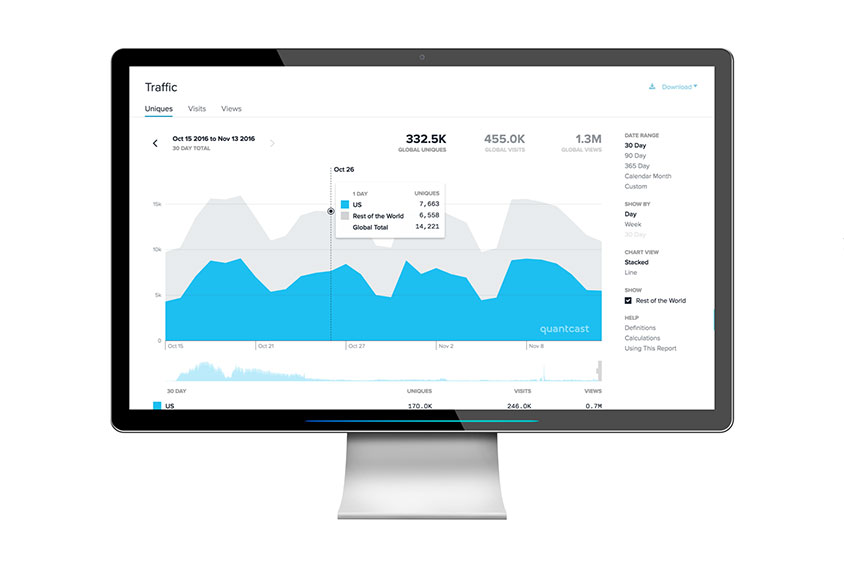 Traffic
Download
Uniques Visits Views
Oct 15 2016 to Nov 13 2016
30 DAY TOTAL
332.5K
GLOBAL UNIQUES
455.0K
GLOBAL VISITS
1.3M
GLOBAL VIEWS
Oct 26
1 DAY UNIQUES
US 7,663
Rest of the World 6,558
Global Total 14,221
15k
10k
5k
0
Oct 15 Oct 21 Oct 27 Nov 2 Nov 8
quantcast
30 DAY UNIQUES VISITS VIEWS
US 170.0K 246.0K 0.7M
DATE RANGE
30 Day
90 Day
365 Day
Calendar Month
Custom
SHOW BY
Day
Week
30 Day
CHART VIEW
Stacked
Line
SHOW
Rest of the World
HELP
Definitions
Calculations
Using This Report